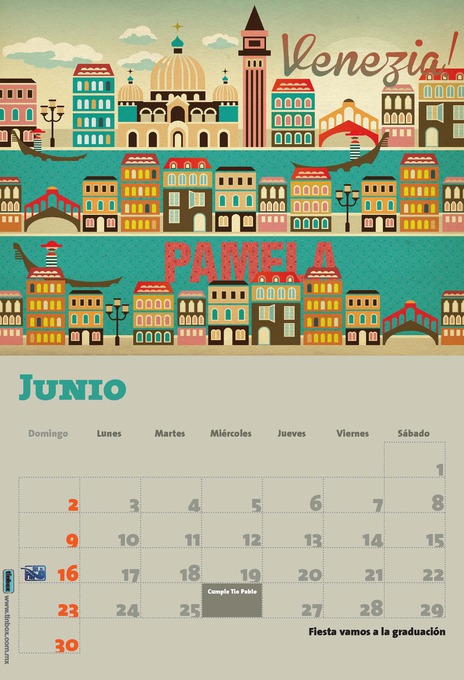 Venezia!
PAMELA
JUNIO
Domingo Lunes Martes Miércoles Jueves Viernes Sábado
1
2 3 4 5 6 7 8
9 10 11 12 13 14 15
16 17 18 19 20 21 22
Cumple Tío Pablo
23 24 25 27 28 29
Fiesta vamos a la graduación
30
tinbox www.tinbox.com.mx